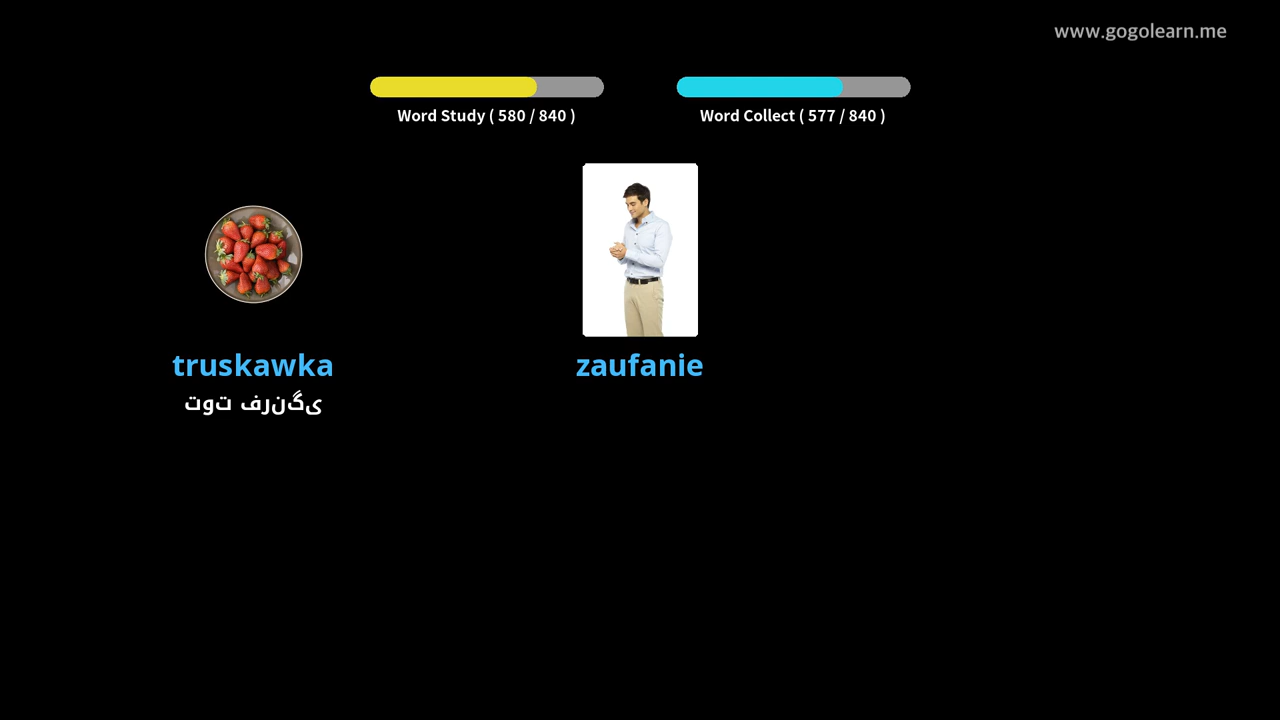 www.gogolearn.me
Word Study ( 580 / 840 )
Word Collect ( 577 / 840 )
truskawka
توت فرنگی
zaufanie